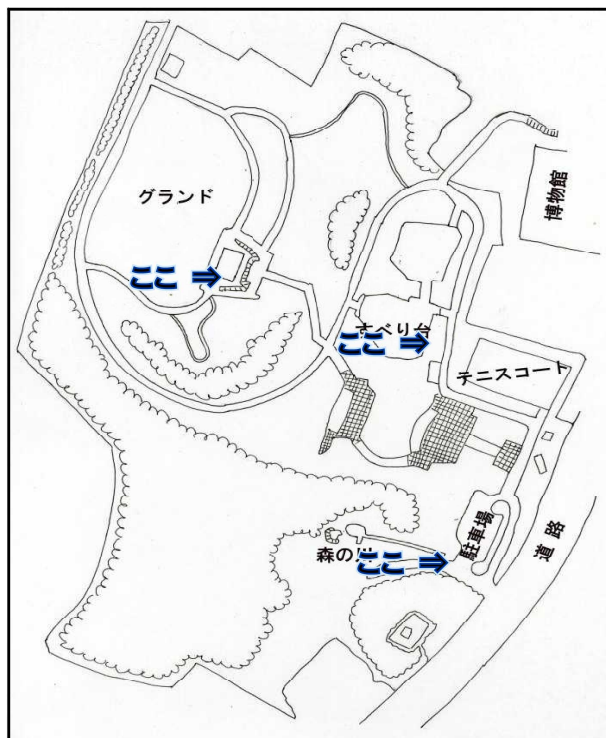 グランド
博物館
ここ ⇒
すべり台
ここ ⇒
テニスコート
駐車場
道路
森の川
ここ ⇒